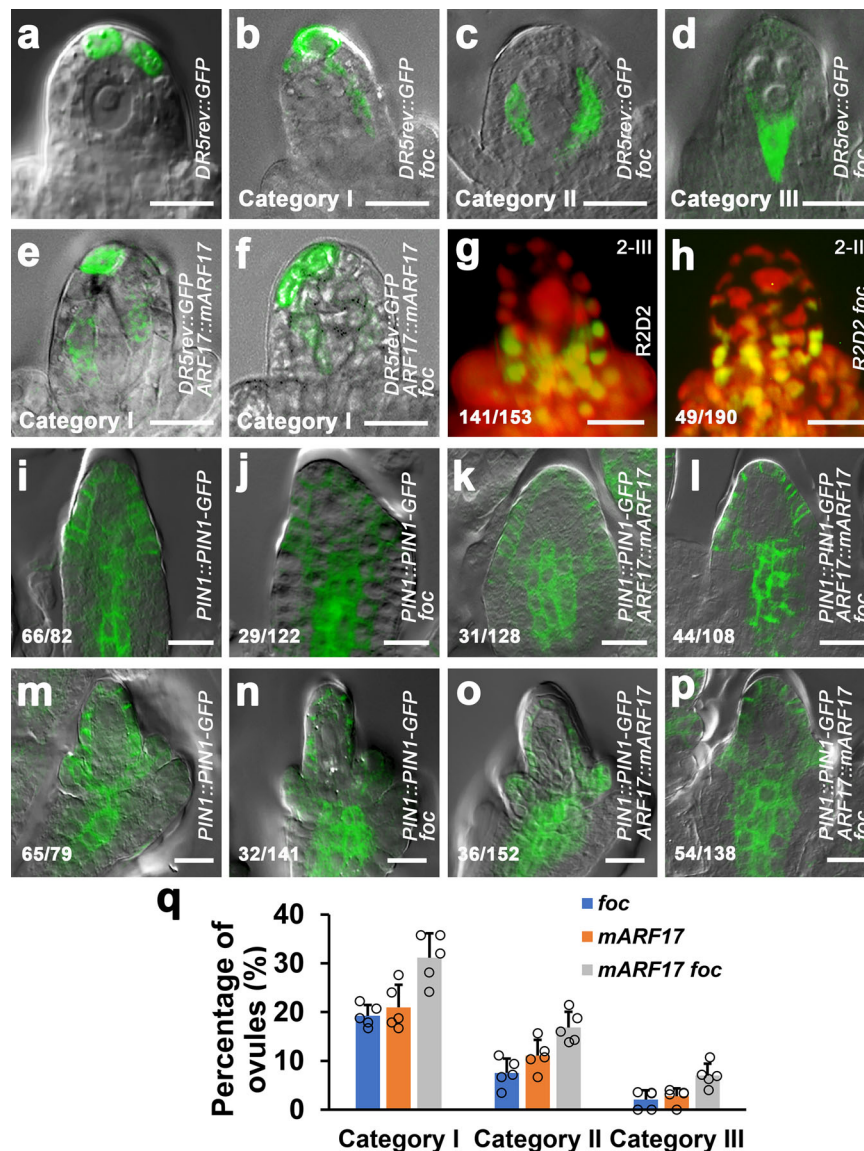 a
DR5rev::GFP
b
DR5rev::GFP
foc
Category I
c
DR5rev::GFP
foc
Category II
d
DR5rev::GFP
foc
Category III
e
DR5rev::GFP
ARF17::mARF17
Category I
f
DR5rev::GFP
ARF17::mARF17
foc
Category I
g
2-III
R2D2
141/153
h
2-II
R2D2 foc
49/190
i
PIN1::PIN1-GFP
66/82
j
PIN1::PIN1-GFP
foc
29/122
k
PIN1::PIN1-GFP
ARF17::mARF17
31/128
l
PIN1::PIN1-GFP
ARF17::mARF17
foc
44/108
m
PIN1::PIN1-GFP
65/79
n
PIN1::PIN1-GFP
foc
32/141
o
PIN1::PIN1-GFP
ARF17::mARF17
36/152
p
PIN1::PIN1-GFP
ARF17::mARF17
foc
54/138
q
Percentage of
ovules (%)
40
30
20
10
0
foc
mARF17
mARF17 foc
Category I
Category II
Category III